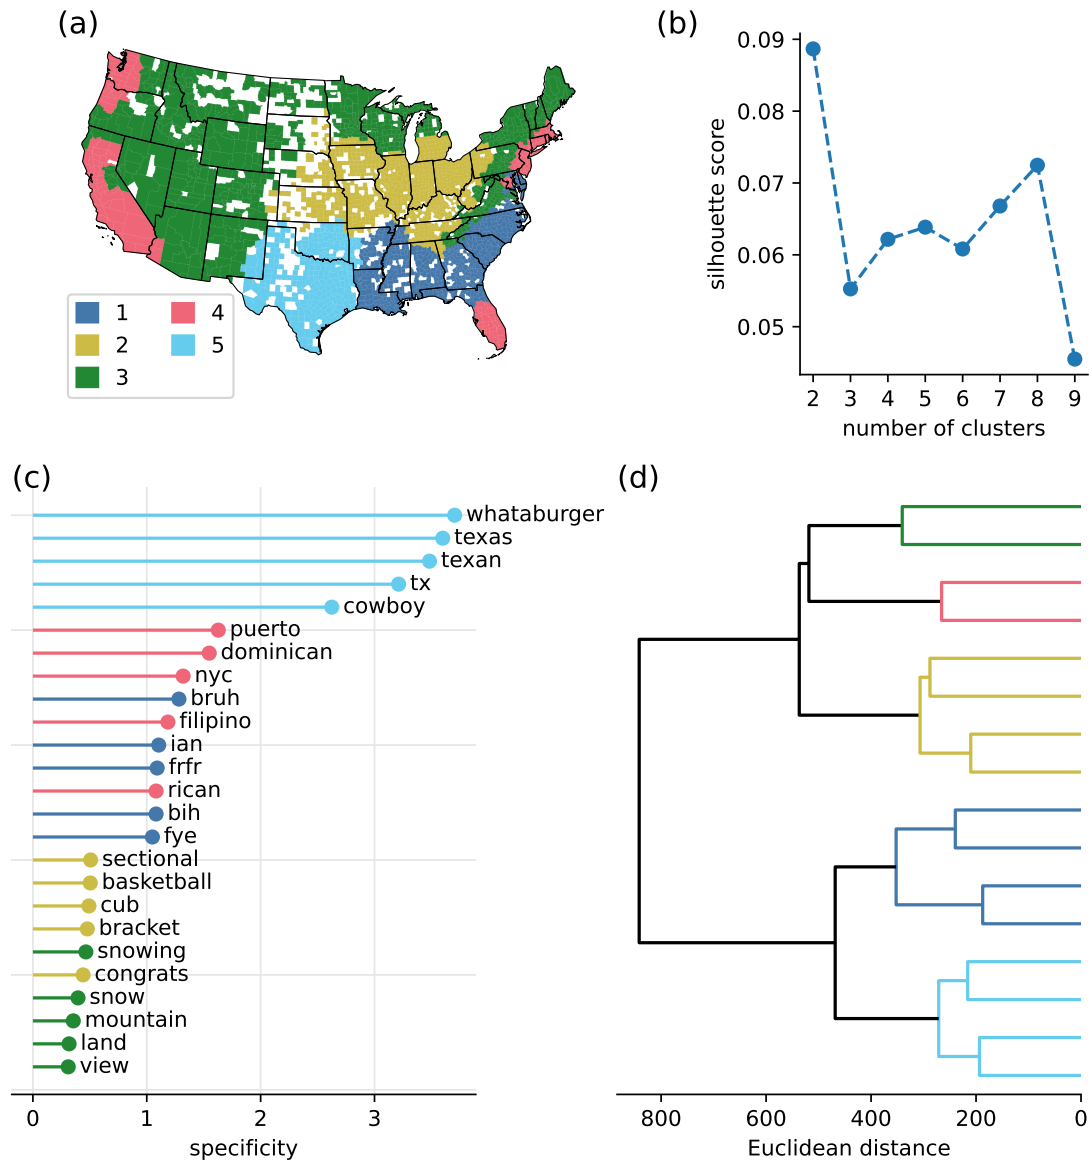 (a)
1 4
2 5
3
(b)
silhouette score
0.09
0.08
0.07
0.06
0.05
2 3 4 5 6 7 8 9
number of clusters
(c)
whataburger
texas
texan
tx
cowboy
puerto
dominican
nyc
bruh
filipino
ian
frfr
rican
bih
fye
sectional
basketball
cub
bracket
snowing
congrats
snow
mountain
land
view
0 1 2 3
specificity
(d)
800 600 400 200 0
Euclidean distance